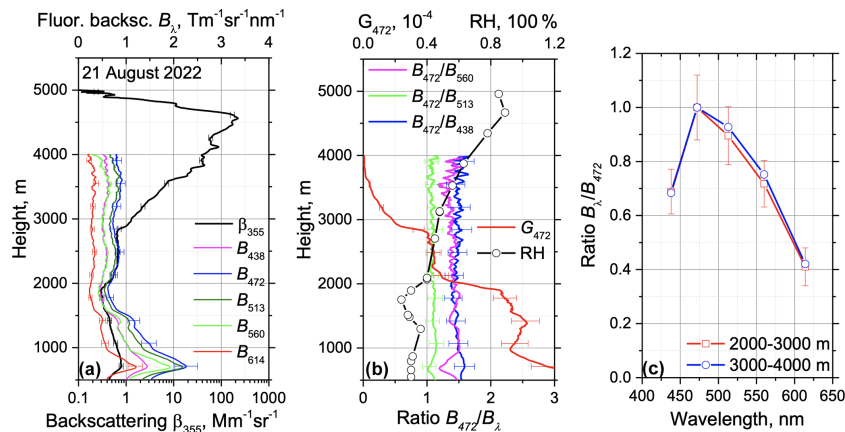 Fluor. backsc. Bλ, Tm⁻¹sr⁻¹nm⁻¹
0 1 2 3 4
21 August 2022
5000
4000
3000
2000
1000
Height, m
β₃₅₅
B₄₃₈
B₄₇₂
B₅₁₃
B₅₆₀
B₆₁₄
(a)
0.1 1 10 100 1000
Backscattering β₃₅₅, Mm⁻¹sr⁻¹
G₄₇₂, 10⁻⁴ RH, 100 %
0.0 0.4 0.8 1.2
B₄₇₂/B₅₆₀
B₄₇₂/B₅₁₃
B₄₇₂/B₄₃₈
5000
4000
3000
2000
1000
Height, m
G₄₇₂
RH
(b)
0 1 2 3
Ratio B₄₇₂/Bλ
1.2
1.0
0.8
0.6
0.4
0.2
0.0
Ratio Bλ/B₄₇₂
2000-3000 m
3000-4000 m
(c)
400 450 500 550 600 650
Wavelength, nm